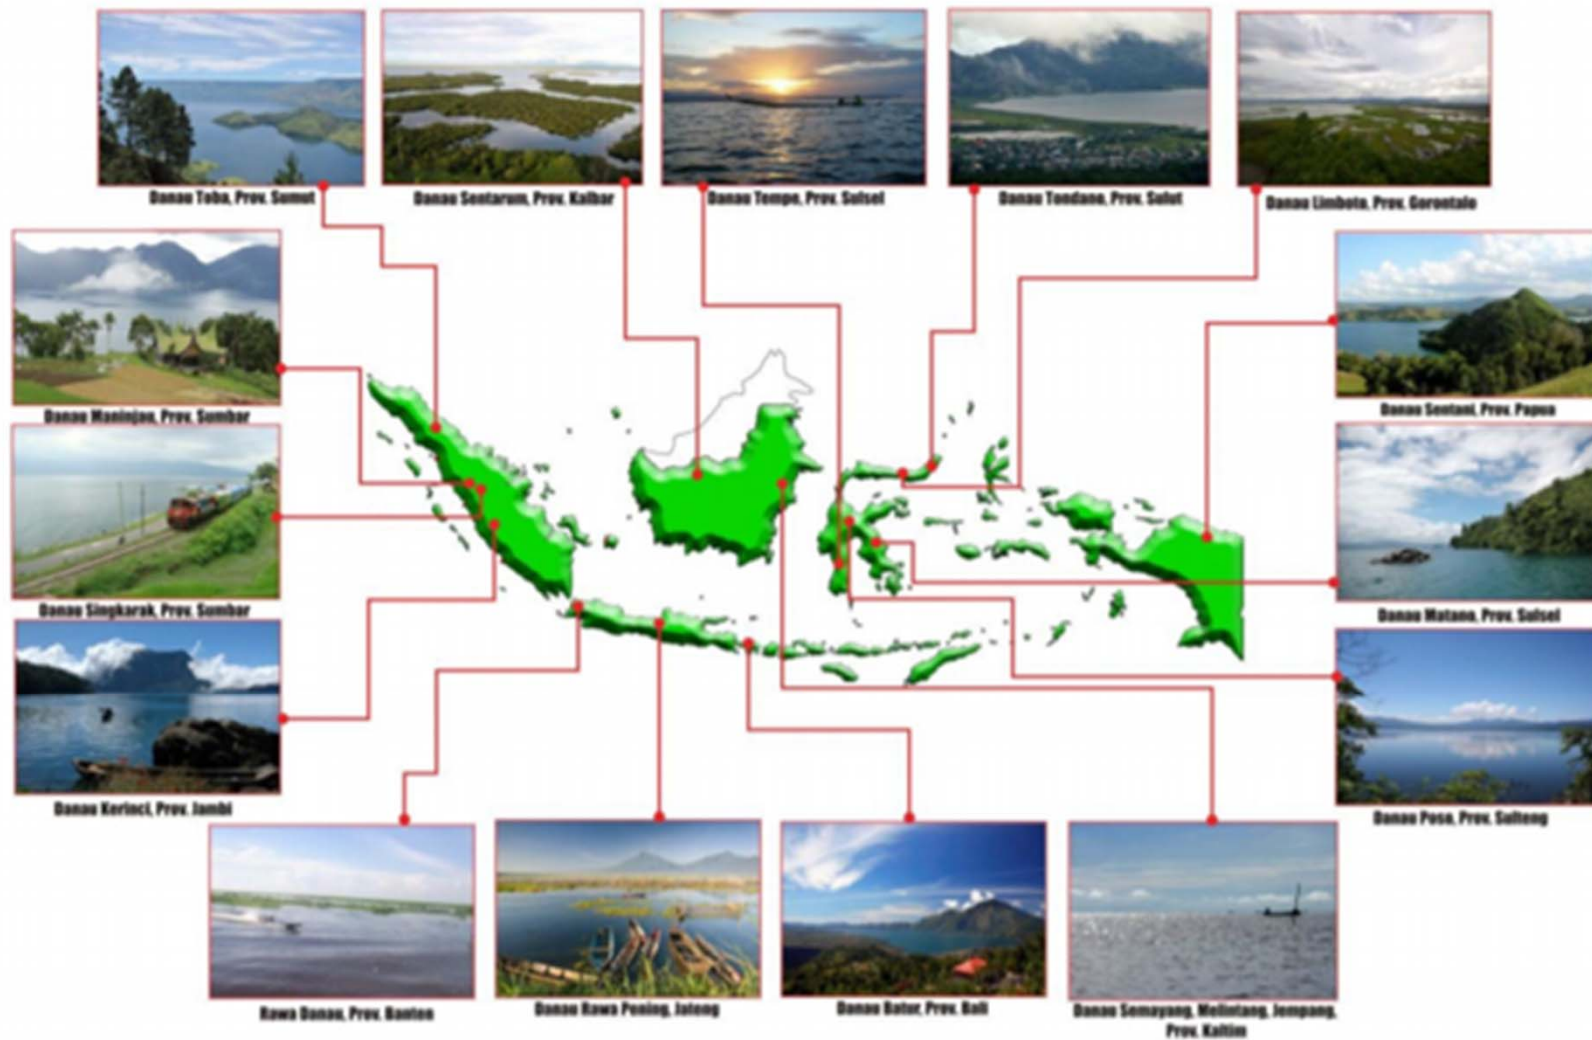 Danau Toba, Prov. Sumut
Danau Sentarum, Prov. Kalbar
Danau Tempe, Prov. Sulsel
Danau Tondano, Prov. Sulut
Danau Limboto, Prov. Gorontalo
Danau Maninjau, Prov. Sumbar
Danau Sentani, Prov. Papua
Danau Singkarak, Prov. Sumbar
Danau Matano, Prov. Sulsel
Danau Kerinci, Prov. Jambi
Danau Poso, Prov. Sulteng
Rawa Danau, Prov. Banten
Danau Rawa Pening, Jateng
Danau Batur, Prov. Bali
Danau Semayang, Melintang, Jempang,
Prov. Kaltim